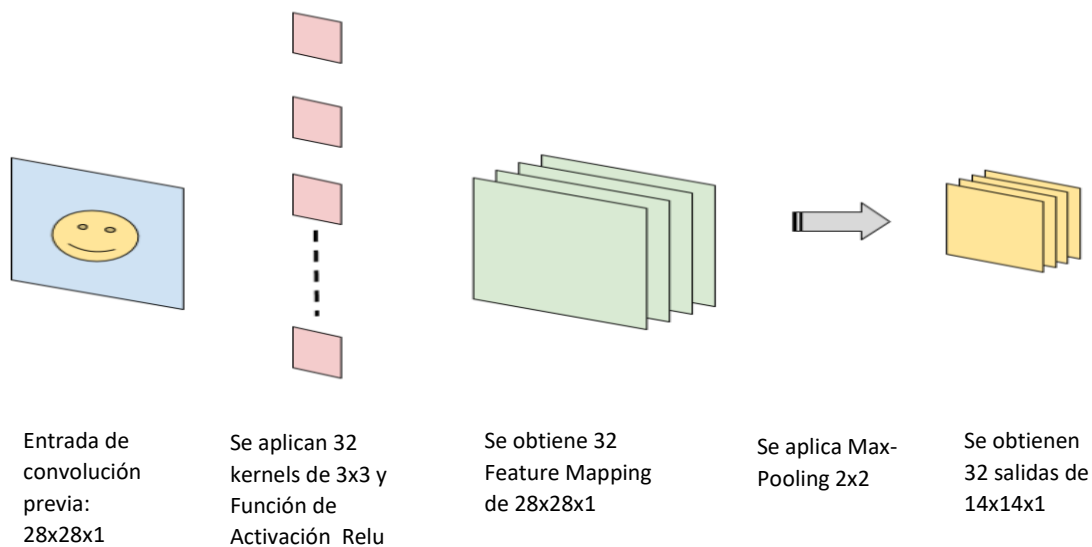 Entrada de
convolución
previa:
28x28x1
Se aplican 32
kernels de 3x3 y
Función de
Activación Relu
Se obtiene 32
Feature Mapping
de 28x28x1
Se aplica Max-
Pooling 2x2
Se obtienen
32 salidas de
14x14x1